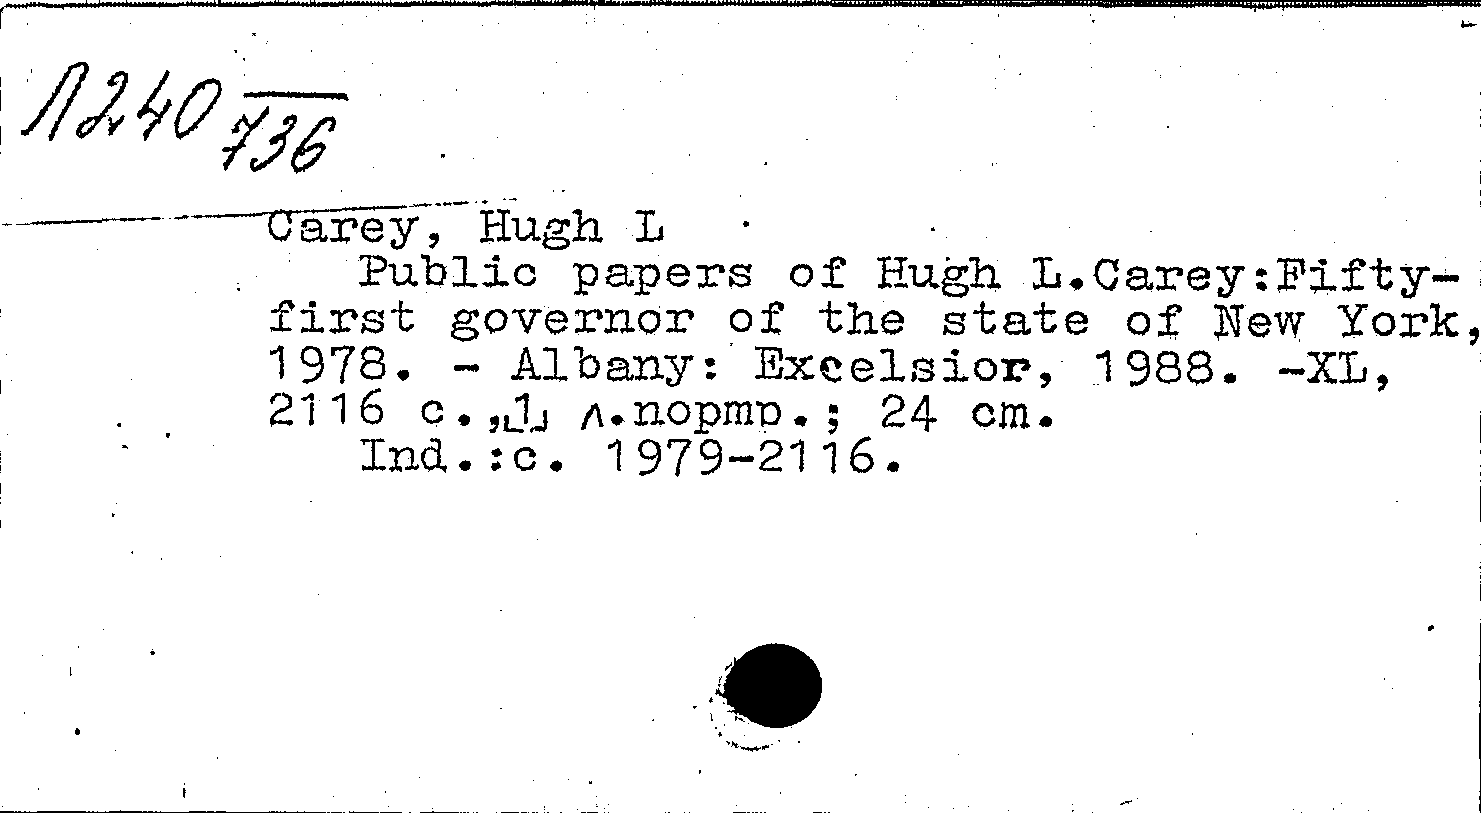 Л240
736
Carey, Hugh L
Public papers of Hugh L.Carey:Fifty-
first governor of the state of New York,
1978. - Albany: Excelsior, 1988. -XL,
2116 с.,[1] л.портр.; 24 cm.
Ind.:с. 1979-2116.